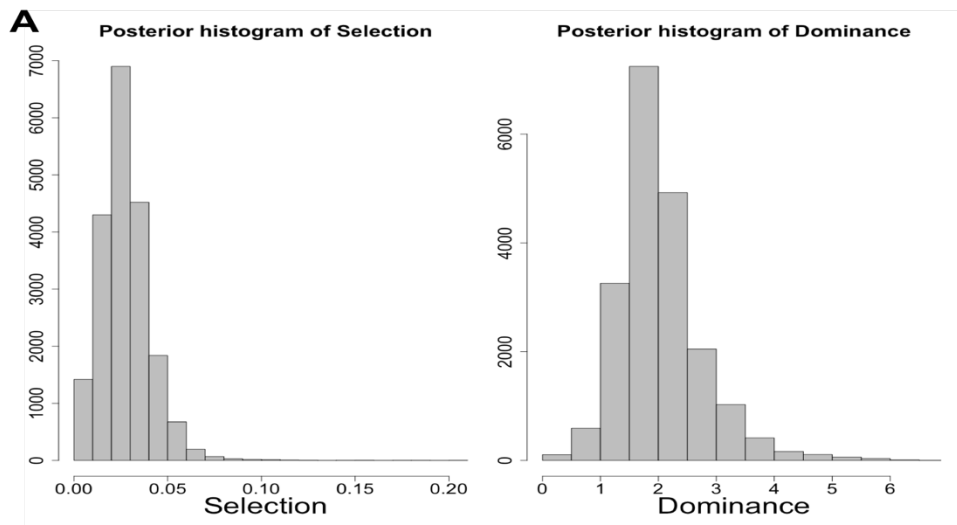 A
Posterior histogram of Selection
7000
6000
5000
4000
3000
2000
1000
0
0.00 0.05 0.10 0.15 0.20
Selection
Posterior histogram of Dominance
6000
4000
2000
0
0 1 2 3 4 5 6
Dominance